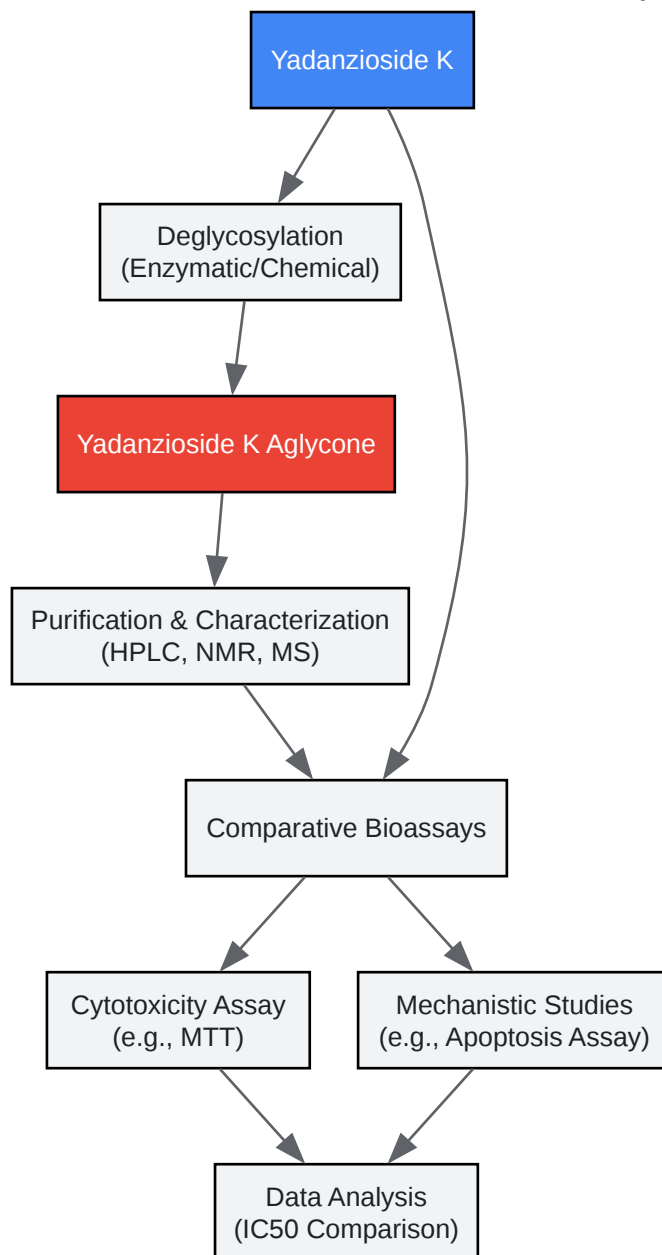 Yadanzioside K
Deglycosylation
(Enzymatic/Chemical)
Yadanzioside K Aglycone
Purification & Characterization
(HPLC, NMR, MS)
Comparative Bioassays
Cytotoxicity Assay
(e.g., MTT)
Mechanistic Studies
(e.g., Apoptosis Assay)
Data Analysis
(IC50 Comparison)